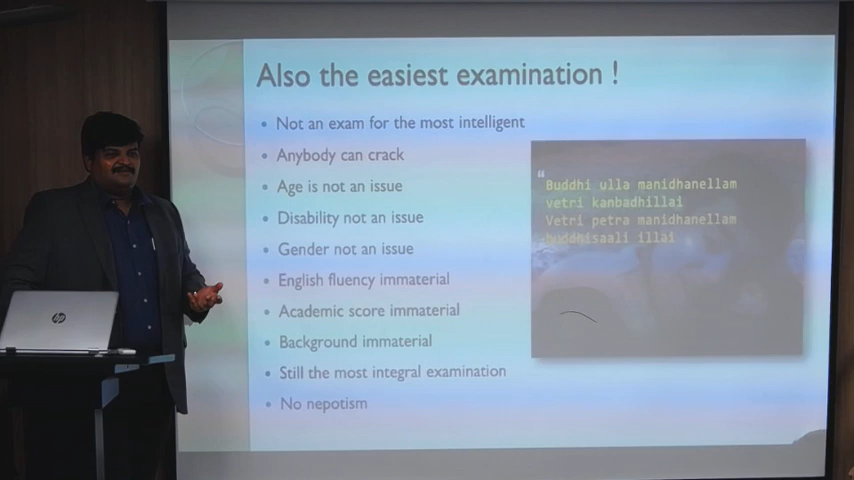 Also the easiest examination !
• Not an exam for the most intelligent
• Anybody can crack
• Age is not an issue
• Disability not an issue
• Gender not an issue
• English fluency immaterial
• Academic score immaterial
• Background immaterial
• Still the most integral examination
• No nepotism
“Buddhi ulla manidhanellam
vetri kanbadhillai
Vetri petra manidhanellam
buddhisaali illai
hp